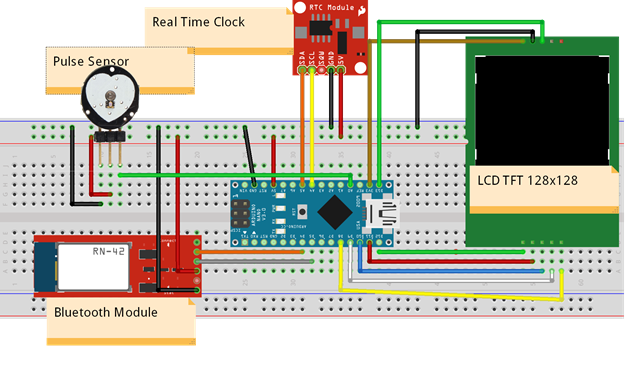 Real Time Clock
RTC Module
Pulse Sensor
SDA
SCL
SQW
GND
5V
LCD TFT 128x128
RN-42
Bluetooth Module